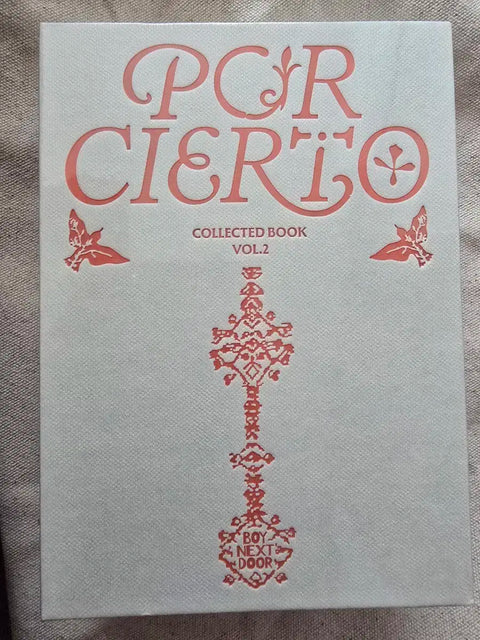 POR
CIERTO
COLLECTED BOOK
VOL.2
BOY
NEXT
DOOR